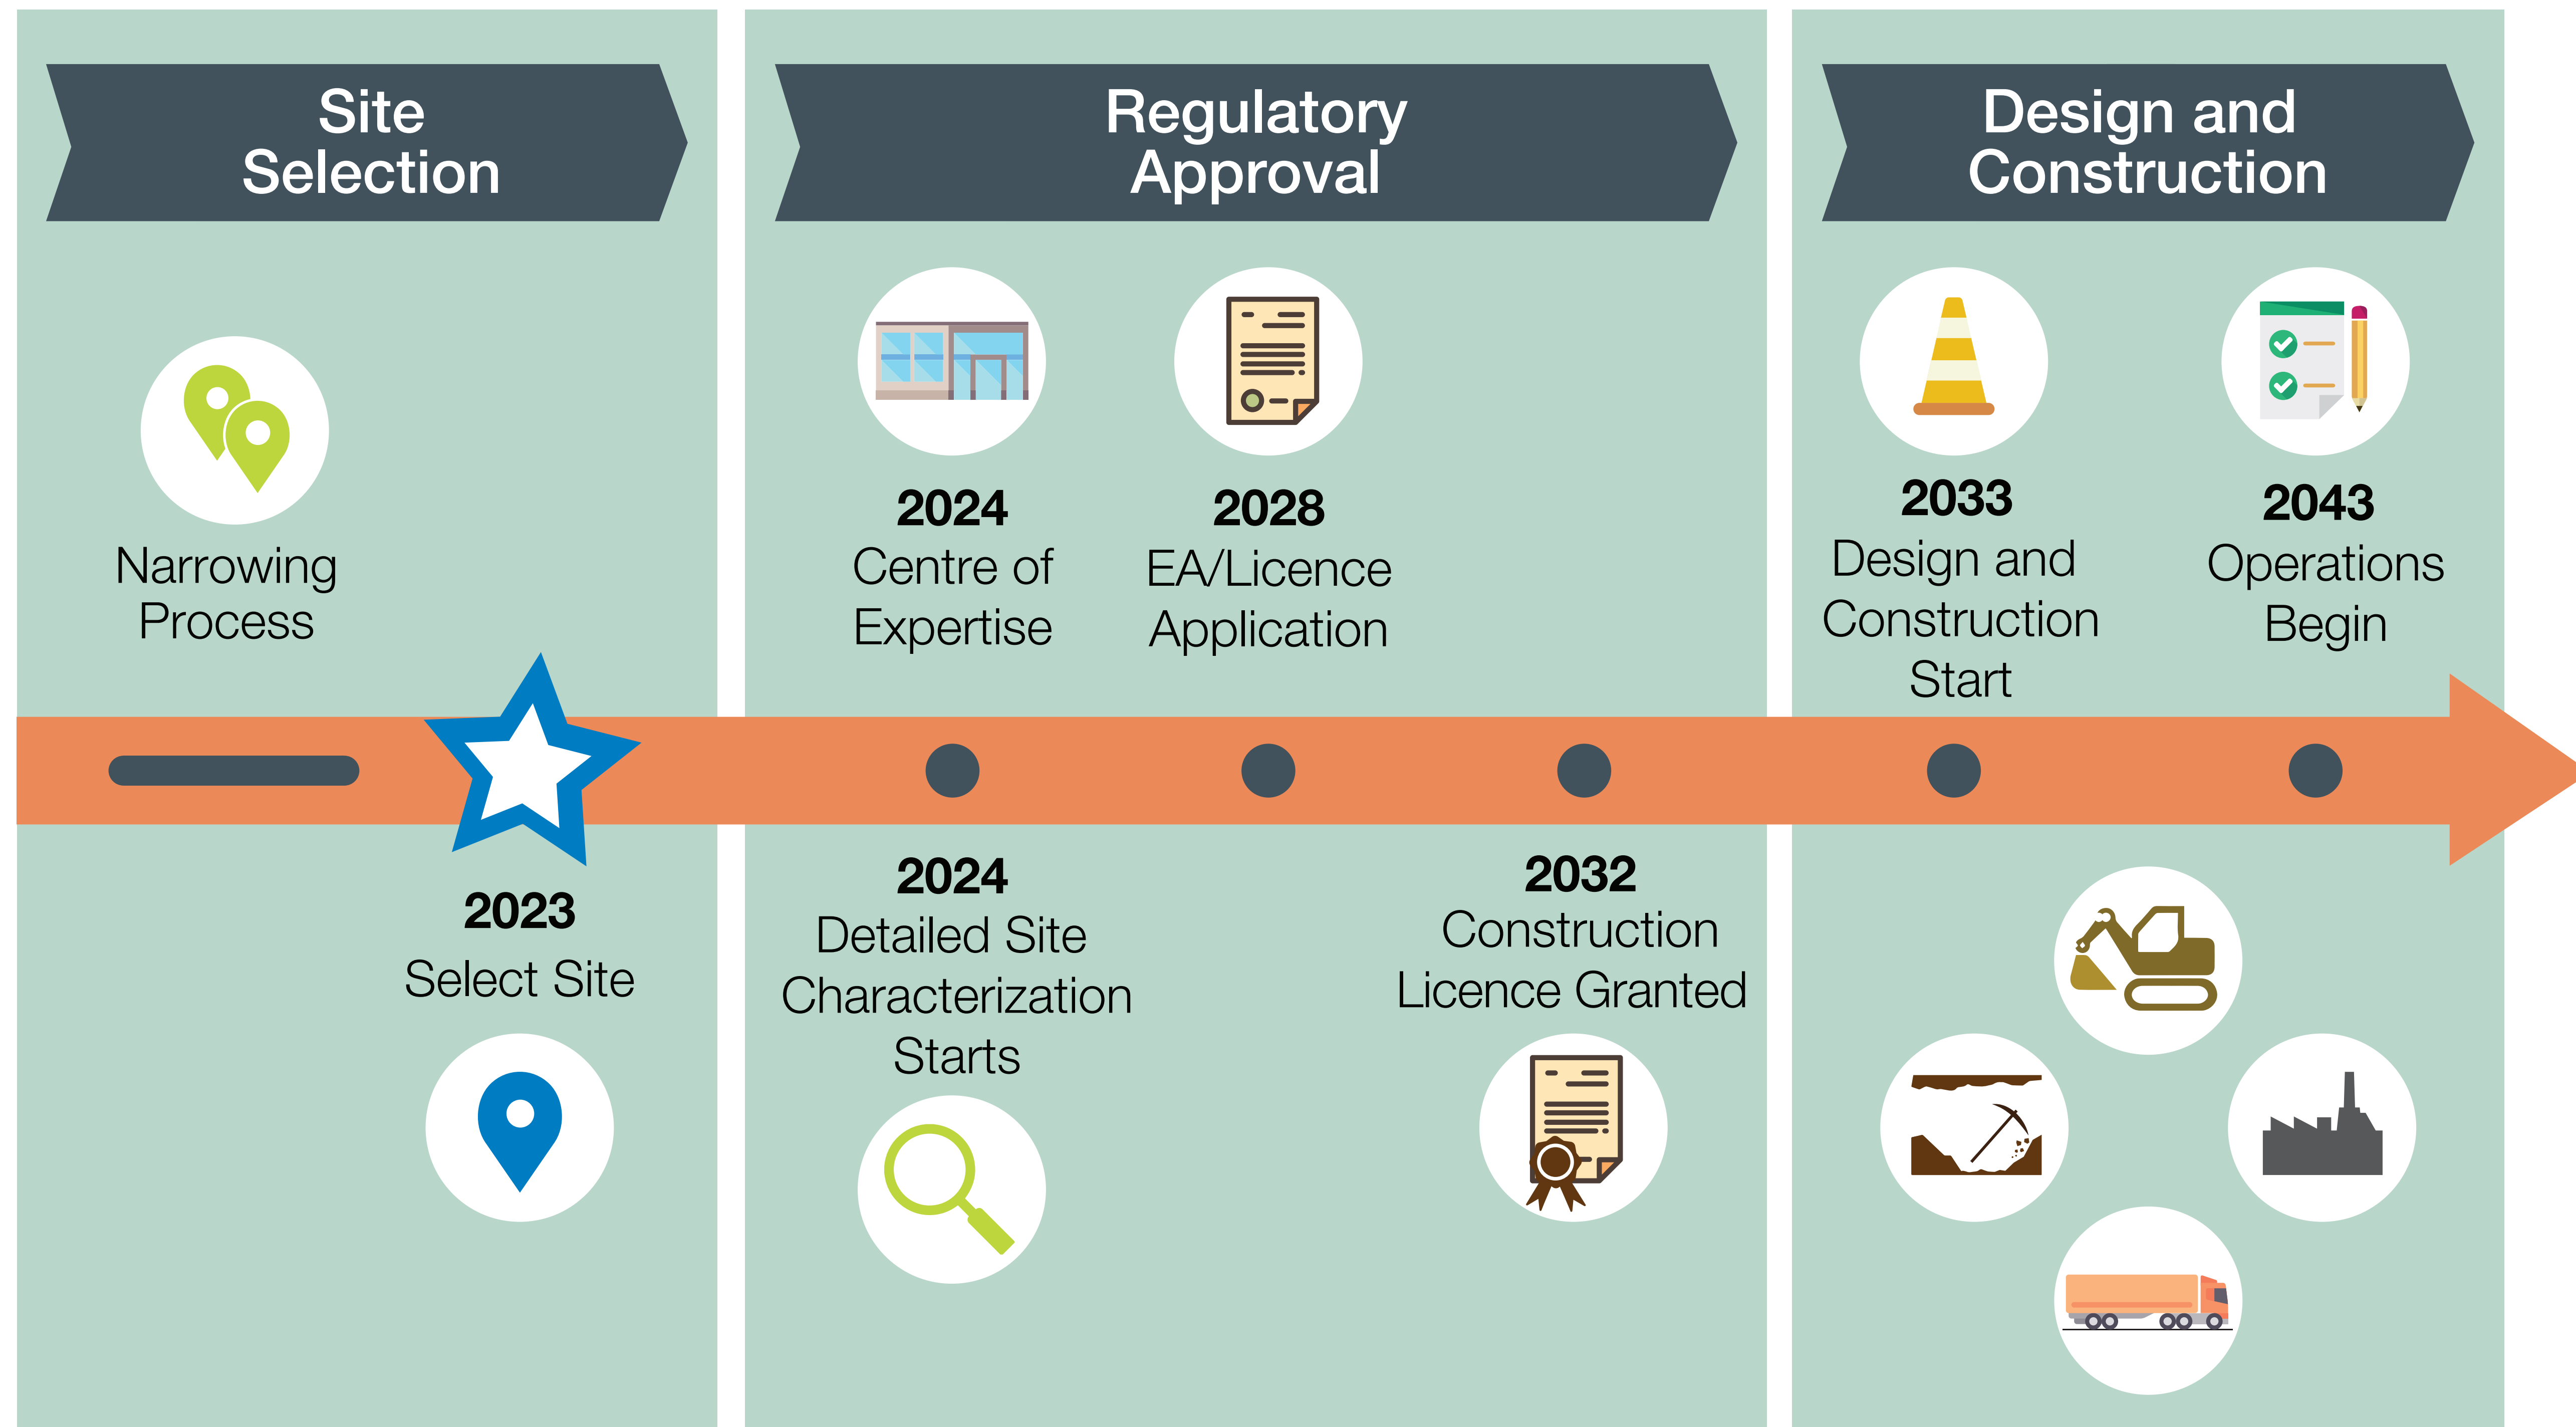 Site
Selection
Regulatory
Approval
Design and
Construction
Narrowing
Process
2023
Select Site
2024
Centre of
Expertise
2028
EA/Licence
Application
2024
Detailed Site
Characterization
Starts
2032
Construction
Licence Granted
2033
Design and
Construction
Start
2043
Operations
Begin